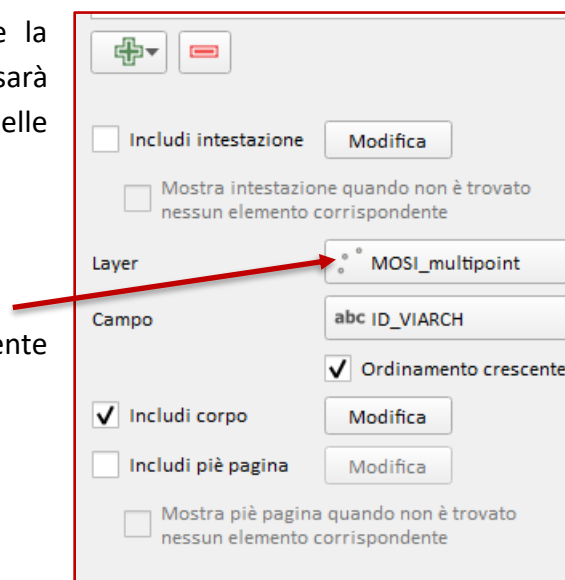 e la
sarà
elle
Includi intestazione Modifica
Mostra intestazione quando non è trovato
nessun elemento corrispondente
Layer MOSI_multipoint
Campo abc ID_VIARCH
ente
Ordinamento crescente
Includi corpo Modifica
Includi piè pagina Modifica
Mostra piè pagina quando non è trovato
nessun elemento corrispondente